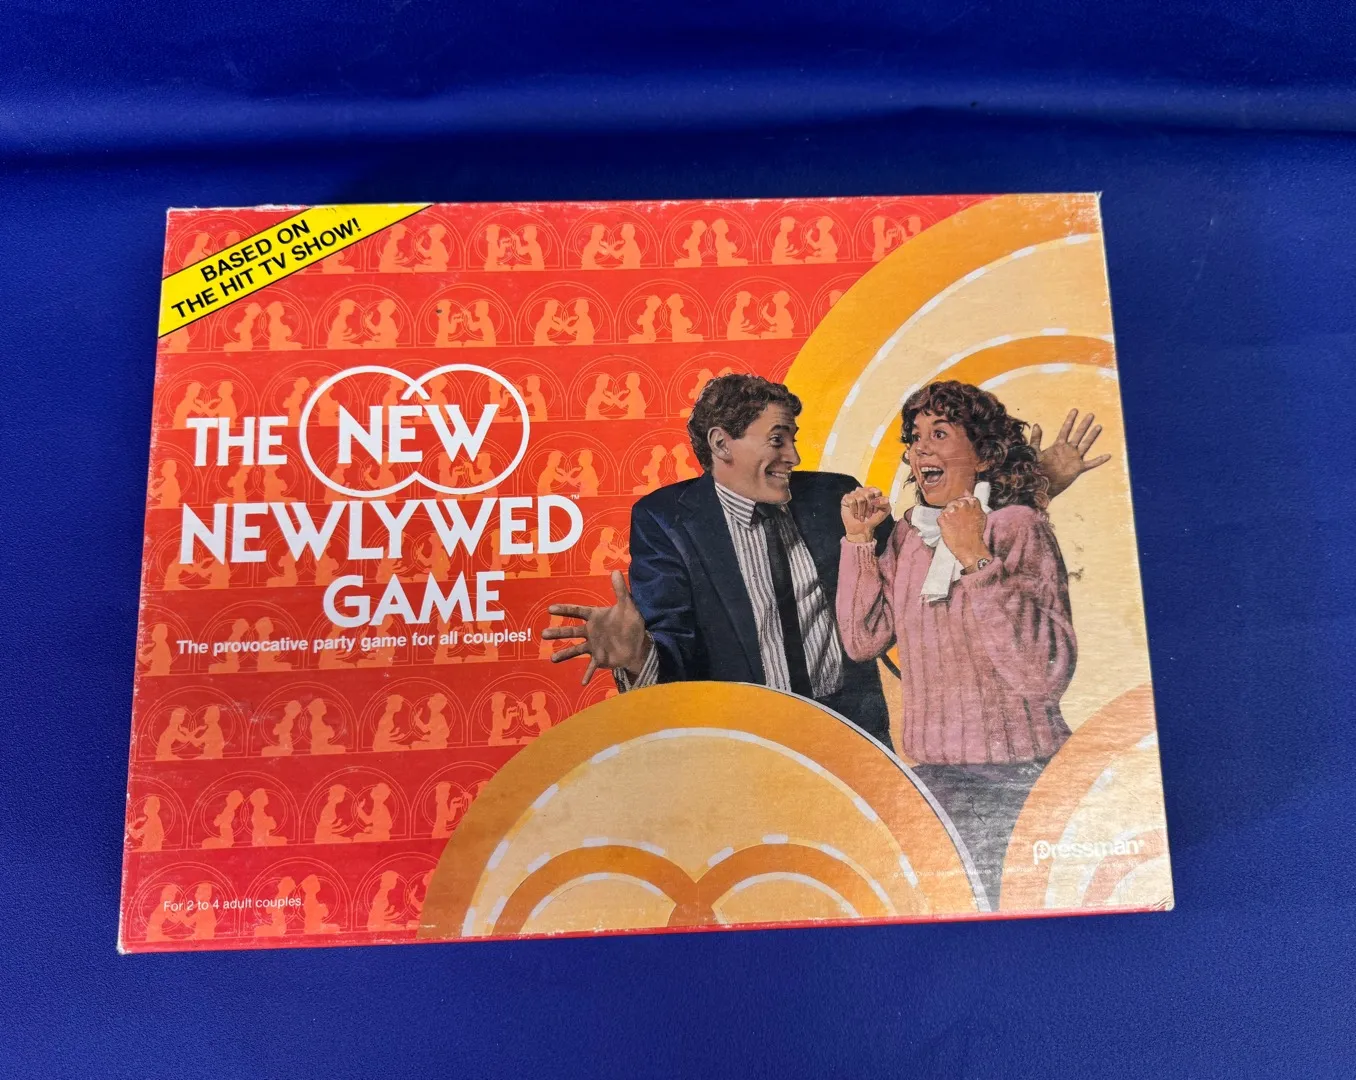 BASED ON
THE HIT TV SHOW!
THE NEW
NEWLYWED™
GAME
The provocative party game for all couples!
For 2 to 4 adult couples.
pressman®